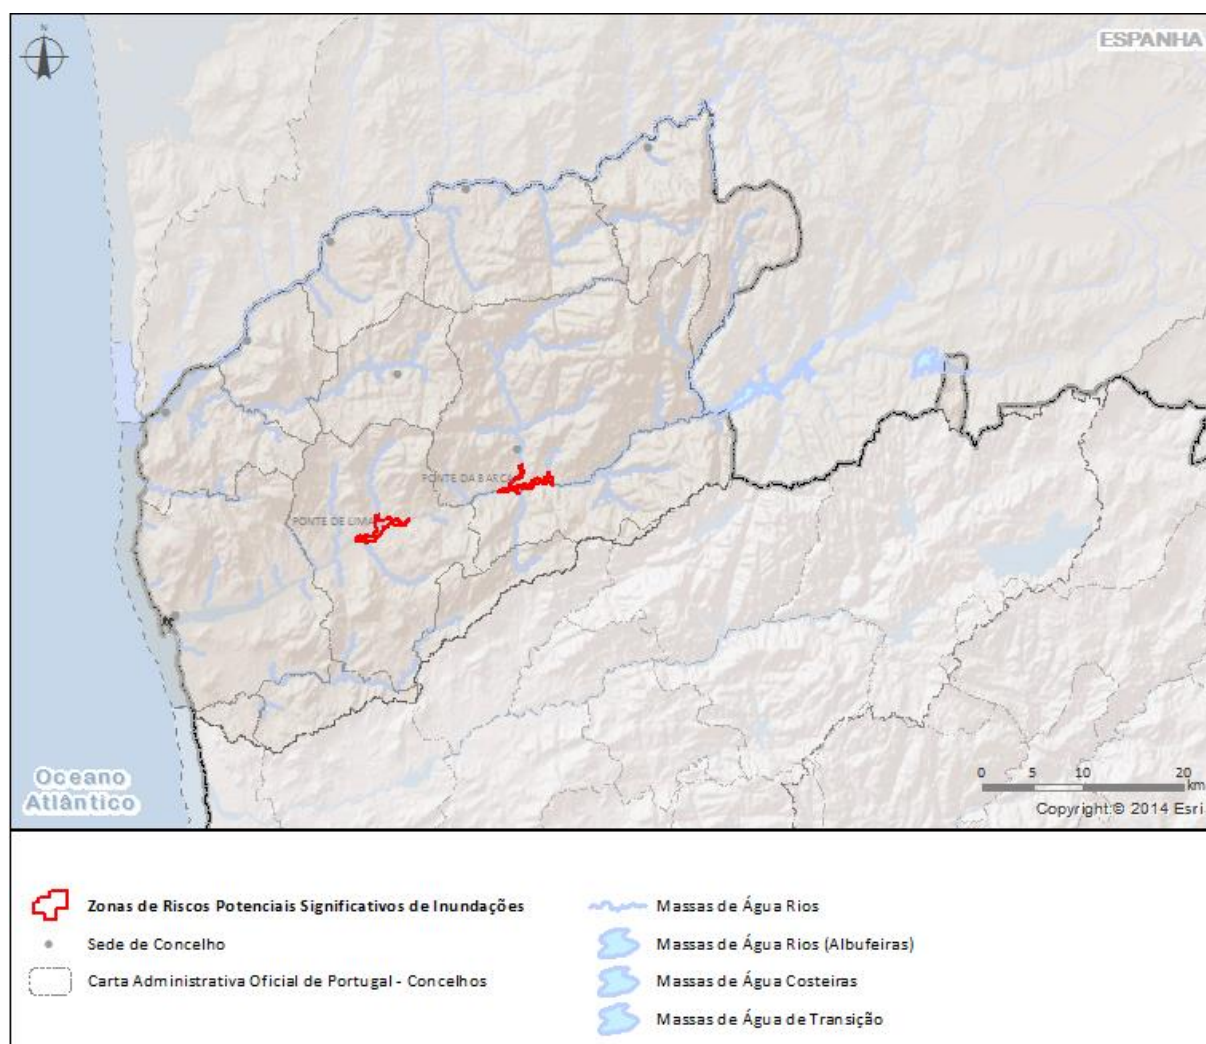 N
ESPANHA
PONTE DA BARCA
PONTE DE LIMA
Oceano
Atlântico
0 5 10 20
km
Copyright:© 2014 Esri
Zonas de Riscos Potenciais Significativos de Inundações
Sede de Concelho
Carta Administrativa Oficial de Portugal - Concelhos
Massas de Água Rios
Massas de Água Rios (Albufeiras)
Massas de Água Costeiras
Massas de Água de Transição